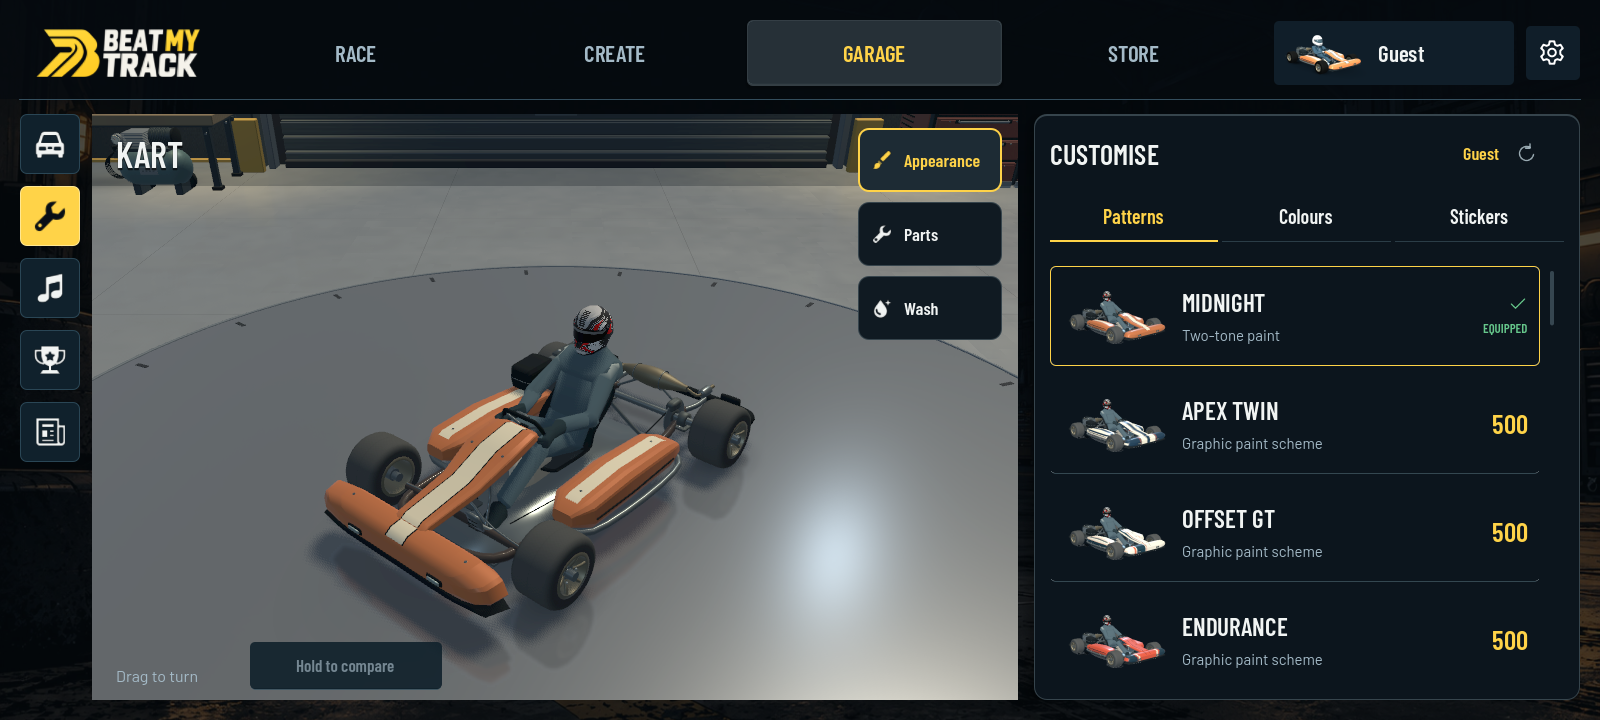 BEATMY
TRACK
RACE
CREATE
GARAGE
STORE
Guest
KART
Appearance
Parts
Wash
Drag to turn
Hold to compare
CUSTOMISE
Guest
Patterns
Colours
Stickers
MIDNIGHT
Two-tone paint
EQUIPPED
APEX TWIN
Graphic paint scheme
500
OFFSET GT
Graphic paint scheme
500
ENDURANCE
Graphic paint scheme
500